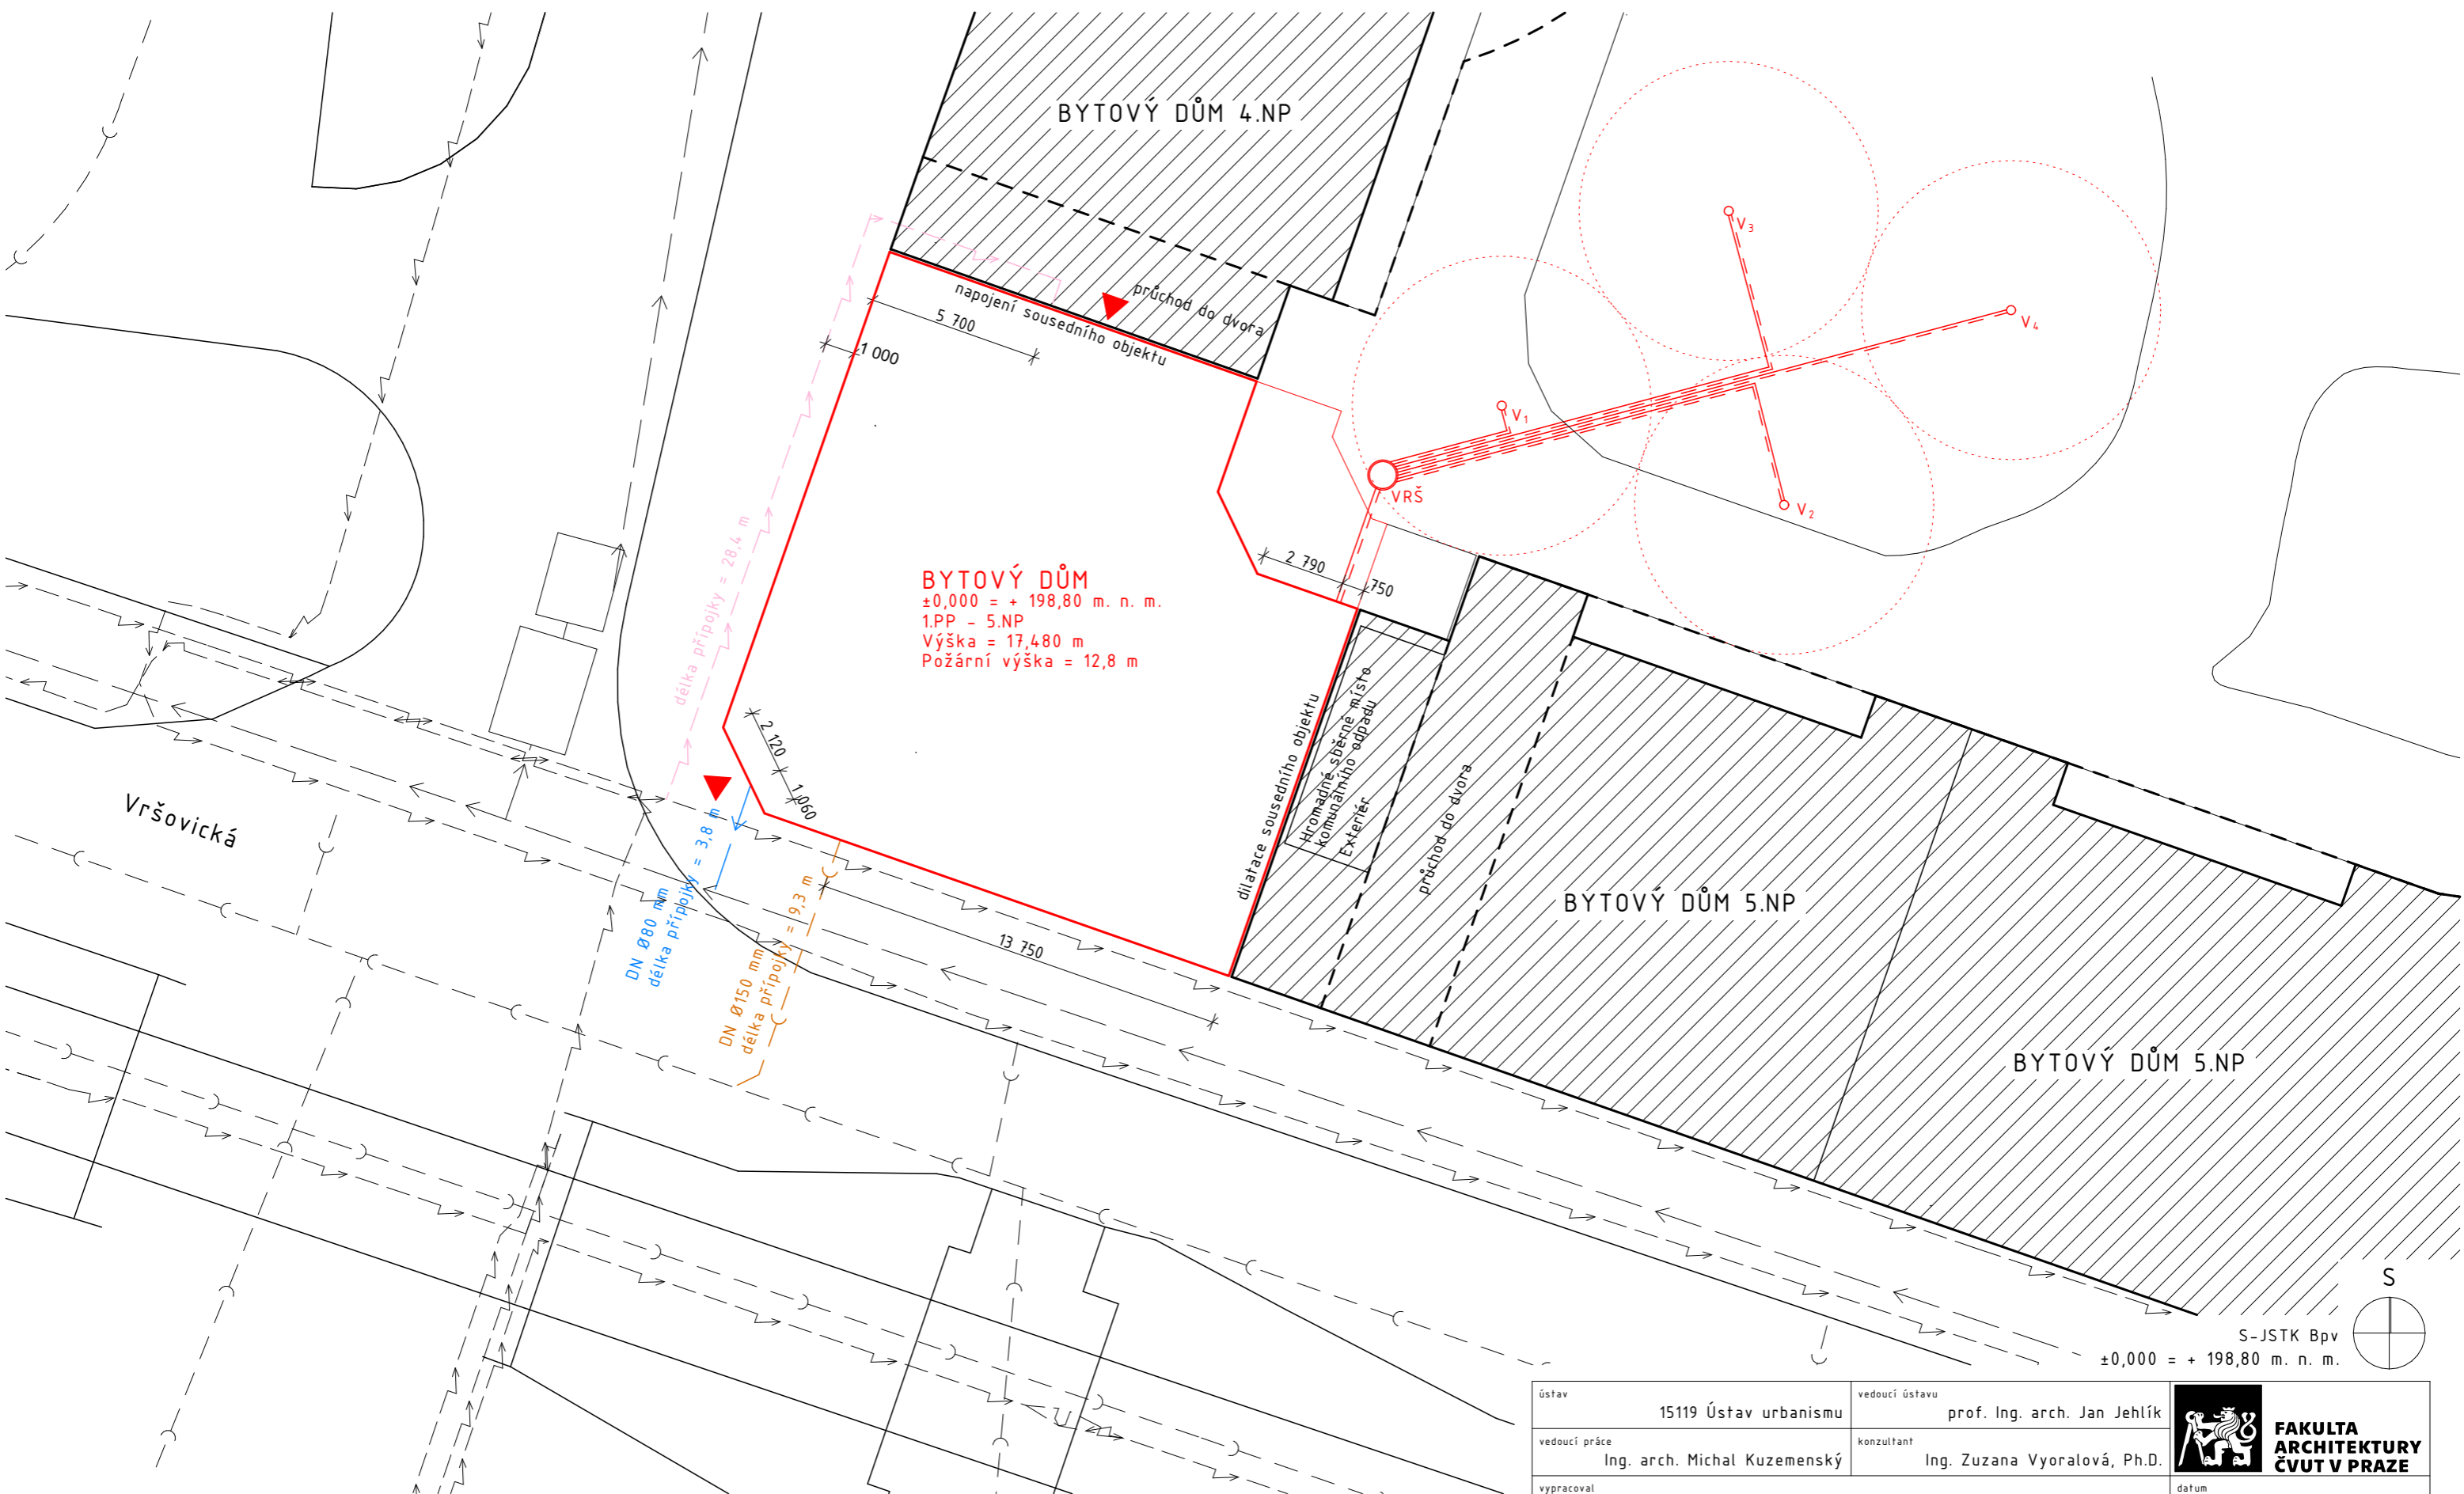 BYTOVÝ DŮM 4.NP
průchod do dvora
napojení sousedního objektu
5 700
1 000
V3
V4
V1
V2
VRŠ
2 790
750
BYTOVÝ DŮM
±0,000 = + 198,80 m. n. m.
1.PP - 5.NP
Výška = 17,480 m
Požární výška = 12,8 m
délka přípojky = 28,4 m
2 120
1 060
Vršovická
DN Ø80 mm
délka přípojky = 3,8 m
DN Ø150 mm
délka přípojky = 9,3 m
13 750
dilatace sousedního objektu
Hromadné sběrné místo
komunálního odpadu
Exteriér
průchod do dvora
BYTOVÝ DŮM 5.NP
BYTOVÝ DŮM 5.NP
S
S-JSTK Bpv
±0,000 = + 198,80 m. n. m.
ústav
15119 Ústav urbanismu
vedoucí ústavu
prof. Ing. arch. Jan Jehlík
vedoucí práce
Ing. arch. Michal Kuzemenský
konzultant
Ing. Zuzana Vyoralová, Ph.D.
FAKULTA
ARCHITEKTURY
ČVUT V PRAZE
vypracoval
datum